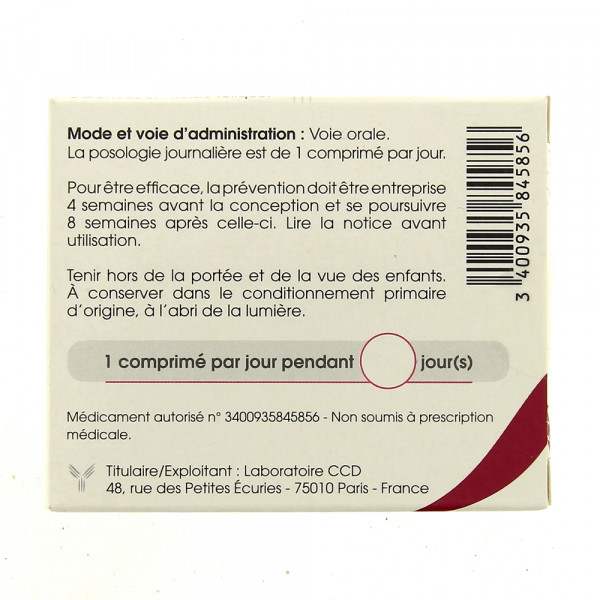 Mode et voie d'administration : Voie orale.
La posologie journalière est de 1 comprimé par jour.
Pour être efficace, la prévention doit être entreprise
4 semaines avant la conception et se poursuivre
8 semaines après celle-ci. Lire la notice avant
utilisation.
Tenir hors de la portée et de la vue des enfants.
À conserver dans le conditionnement primaire
d'origine, à l'abri de la lumière.
1 comprimé par jour pendant jour(s)
Médicament autorisé n° 3400935845856 - Non soumis à prescription
médicale.
Titulaire/Exploitant : Laboratoire CCD
48, rue des Petites Écuries - 75010 Paris - France
3 400935 845856